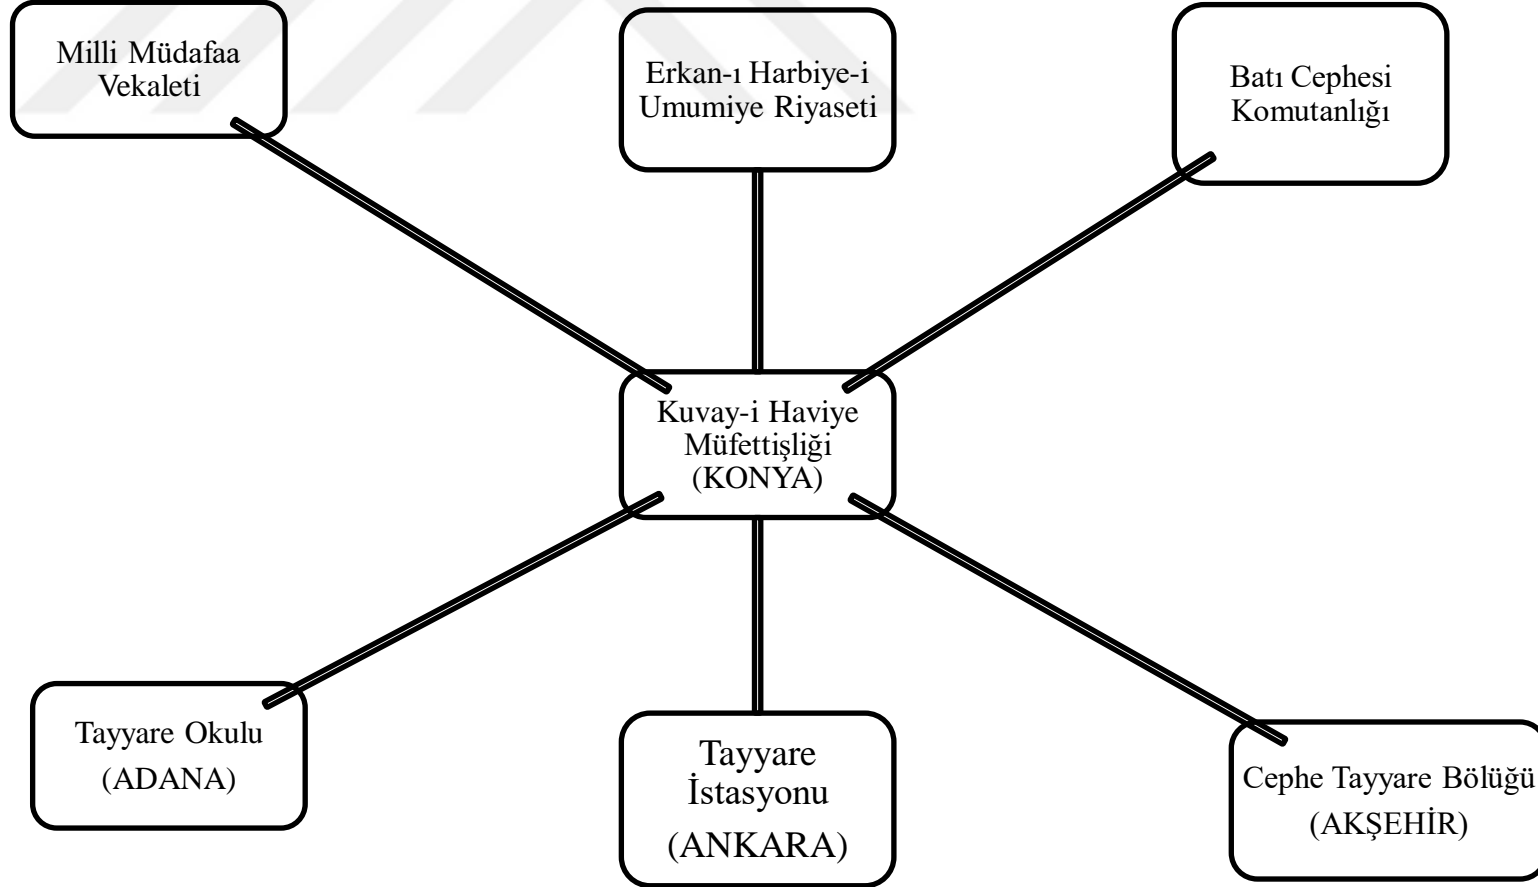 Milli Müdafaa
Vekaleti
Erkan-ı Harbiye-i
Umumiye Riyaseti
Batı Cephesi
Komutanlığı
Kuvay-i Haviye
Müfettişliği
(KONYA)
Tayyare Okulu
(ADANA)
Tayyare
İstasyonu
(ANKARA)
Cephe Tayyare Bölüğü
(AKŞEHİR)